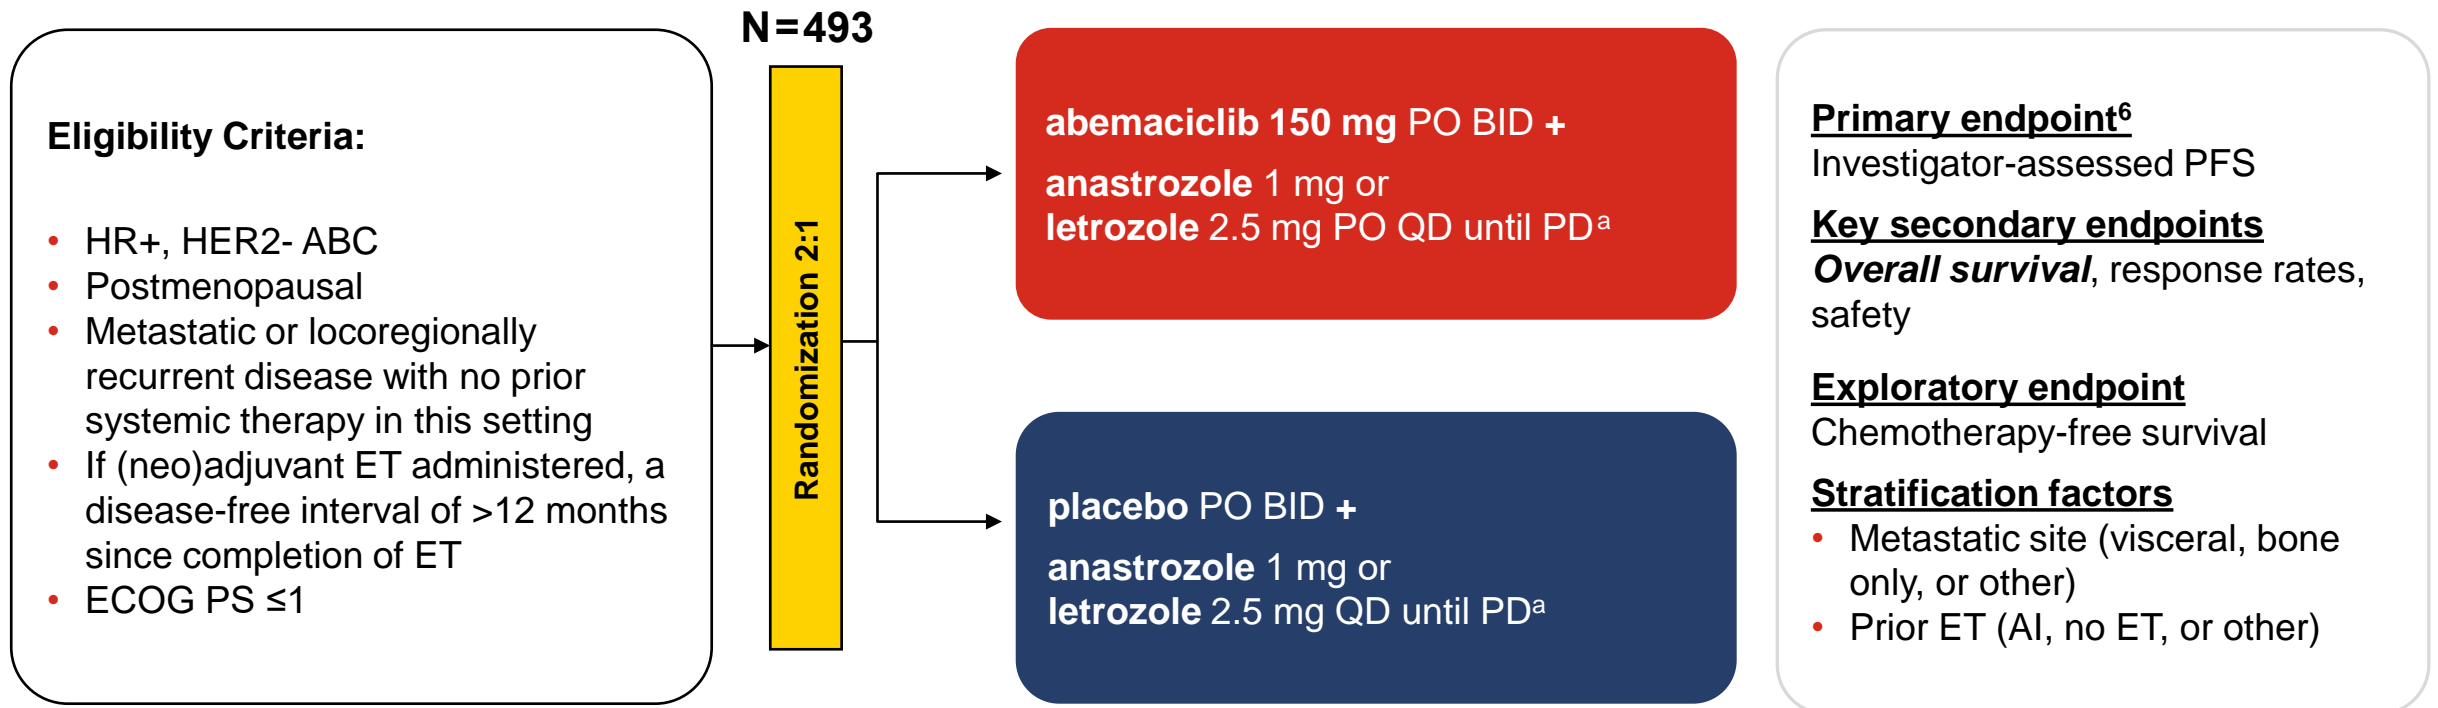 N=493
Eligibility Criteria:
• HR+, HER2- ABC
• Postmenopausal
• Metastatic or locoregionally
recurrent disease with no prior
systemic therapy in this setting
• If (neo)adjuvant ET administered, a
disease-free interval of >12 months
since completion of ET
• ECOG PS ≤1
Randomization 2:1
abemaciclib 150 mg PO BID +
anastrozole 1 mg or
letrozole 2.5 mg PO QD until PDᵃ
placebo PO BID +
anastrozole 1 mg or
letrozole 2.5 mg QD until PDᵃ
Primary endpoint⁶
Investigator-assessed PFS
Key secondary endpoints
Overall survival, response rates,
safety
Exploratory endpoint
Chemotherapy-free survival
Stratification factors
• Metastatic site (visceral, bone
only, or other)
• Prior ET (AI, no ET, or other)